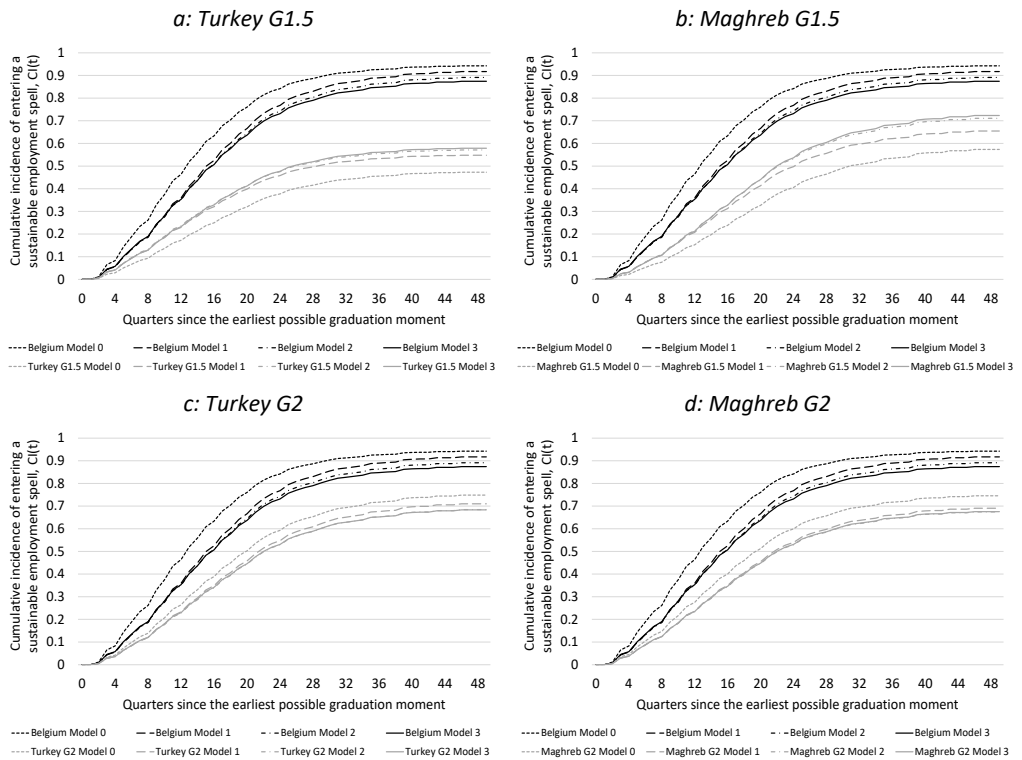 a: Turkey G1.5
Cumulative incidence of entering a
sustainable employment spell, CI(t)
1
0.9
0.8
0.7
0.6
0.5
0.4
0.3
0.2
0.1
0
0 4 8 12 16 20 24 28 32 36 40 44 48
Quarters since the earliest possible graduation moment
Belgium Model 0 Belgium Model 1 Belgium Model 2 Belgium Model 3
Turkey G1.5 Model 0 Turkey G1.5 Model 1 Turkey G1.5 Model 2 Turkey G1.5 Model 3
b: Maghreb G1.5
Cumulative incidence of entering a
sustainable employment spell, CI(t)
1
0.9
0.8
0.7
0.6
0.5
0.4
0.3
0.2
0.1
0
0 4 8 12 16 20 24 28 32 36 40 44 48
Quarters since the earliest possible graduation moment
Belgium Model 0 Belgium Model 1 Belgium Model 2 Belgium Model 3
Maghreb G1.5 Model 0 Maghreb G1.5 Model 1 Maghreb G1.5 Model 2 Maghreb G1.5 Model 3
c: Turkey G2
Cumulative incidence of entering a
sustainable employment spell, CI(t)
1
0.9
0.8
0.7
0.6
0.5
0.4
0.3
0.2
0.1
0
0 4 8 12 16 20 24 28 32 36 40 44 48
Quarters since the earliest possible graduation moment
Belgium Model 0 Belgium Model 1 Belgium Model 2 Belgium Model 3
Turkey G2 Model 0 Turkey G2 Model 1 Turkey G2 Model 2 Turkey G2 Model 3
d: Maghreb G2
Cumulative incidence of entering a
sustainable employment spell, CI(t)
1
0.9
0.8
0.7
0.6
0.5
0.4
0.3
0.2
0.1
0
0 4 8 12 16 20 24 28 32 36 40 44 48
Quarters since the earliest possible graduation moment
Belgium Model 0 Belgium Model 1 Belgium Model 2 Belgium Model 3
Maghreb G2 Model 0 Maghreb G2 Model 1 Maghreb G2 Model 2 Maghreb G2 Model 3